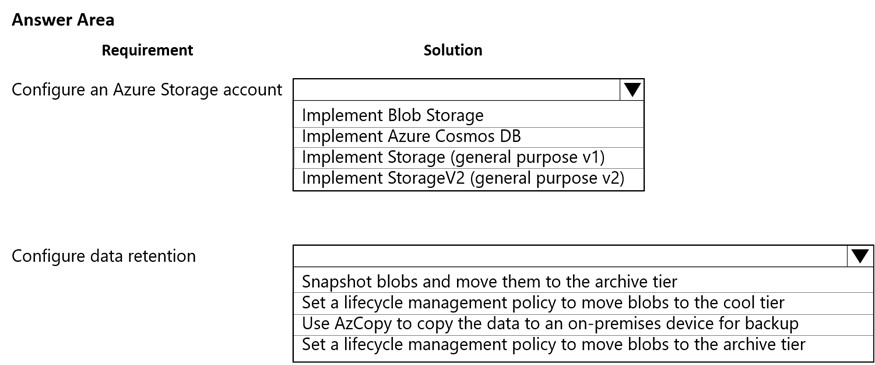 Answer Area
Requirement Solution
Configure an Azure Storage account
Implement Blob Storage
Implement Azure Cosmos DB
Implement Storage (general purpose v1)
Implement StorageV2 (general purpose v2)
Configure data retention
Snapshot blobs and move them to the archive tier
Set a lifecycle management policy to move blobs to the cool tier
Use AzCopy to copy the data to an on-premises device for backup
Set a lifecycle management policy to move blobs to the archive tier